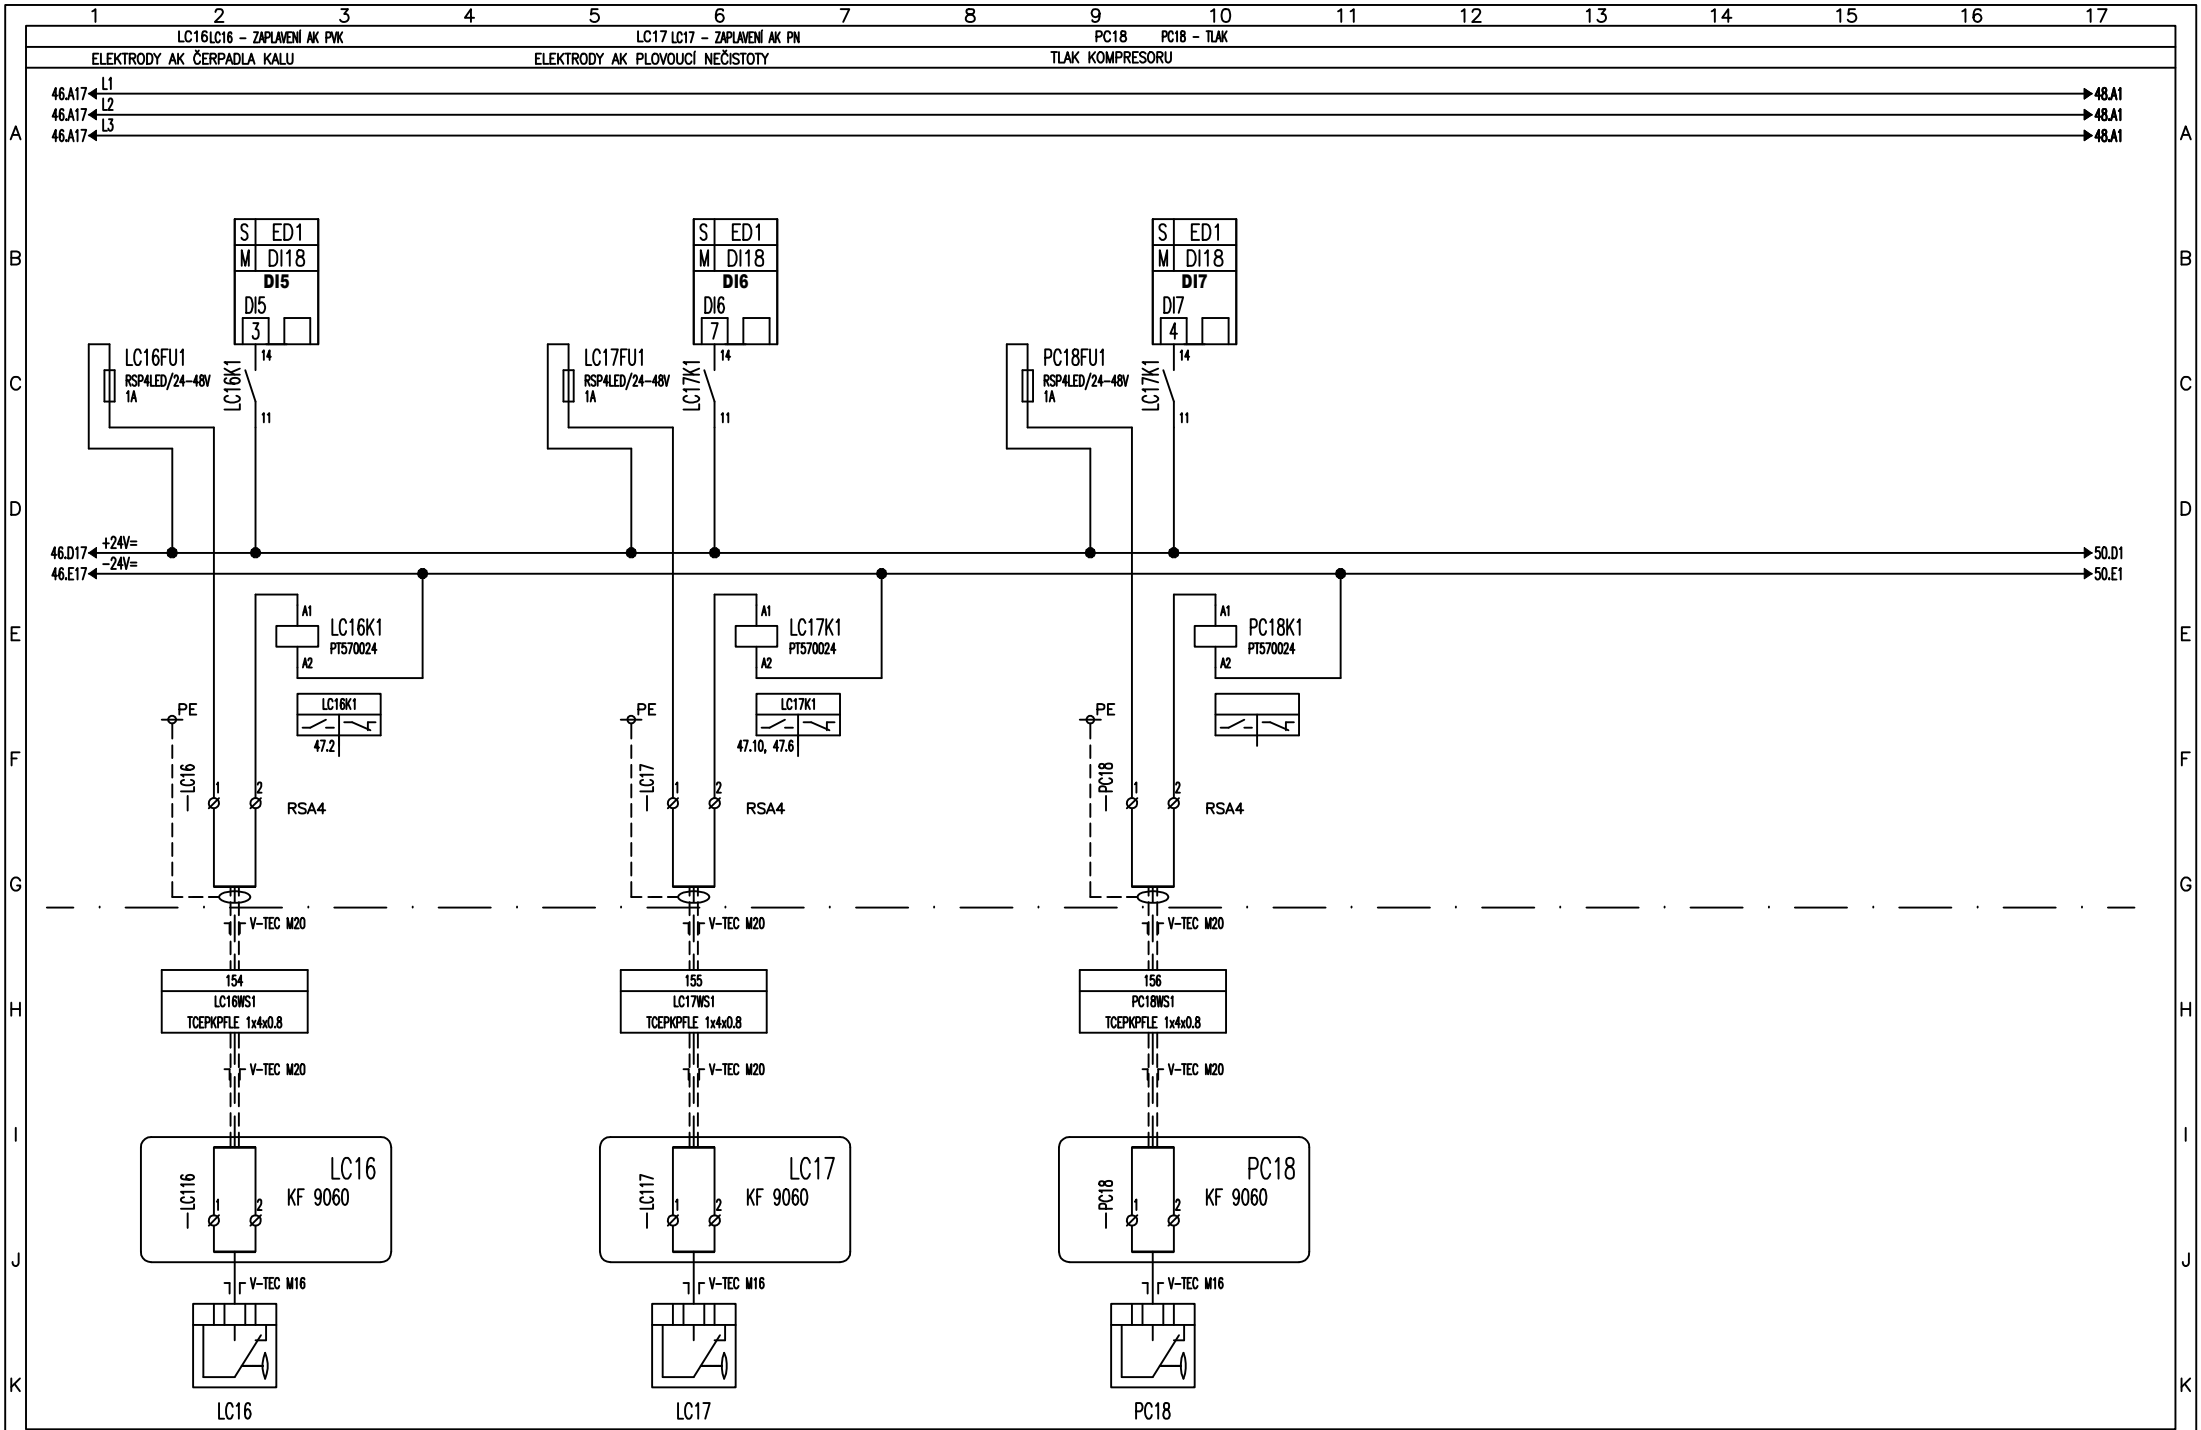 1 2 3 4 5 6 7 8 9 10 11 12 13 14 15 16 17
LC16 LC16 - ZAPLAVENÍ AK PVK LC17 LC17 - ZAPLAVENÍ AK PN PC18 PC18 - TLAK
ELEKTRODY AK ČERPADLA KALU ELEKTRODY AK PLOVOUCÍ NEČISTOTY TLAK KOMPRESORU
46.A17 L1 48.A1
46.A17 L2 48.A1
A 46.A17 L3 48.A1 A
S ED1 S ED1 S ED1
B M DI18 M DI18 M DI18 B
DI5 DI6 DI7
DI5 DI6 DI7
3 7 4
LC16FU1 14 LC17FU1 14 PC18FU1 14
C RSP4LED/24-48V LC16K1 RSP4LED/24-48V LC17K1 RSP4LED/24-48V LC17K1 C
1A 1A 1A
11 11 11
D D
46.D17 +24V= 50.D1
46.E17 -24V= 50.E1
A1 A1 A1
E LC16K1 LC17K1 PC18K1 E
PT570024 PT570024 PT570024
A2 A2 A2
PE LC16K1 PE LC17K1 PE
47.2 47.10, 47.6
F -LC16 -LC17 -PC18 F
1 2 1 2 1 2
RSA4 RSA4 RSA4
G G
V-TEC M20 V-TEC M20 V-TEC M20
154 155 156
H LC16WS1 LC17WS1 PC18WS1 H
TCEPKPFLE 1x4x0.8 TCEPKPFLE 1x4x0.8 TCEPKPFLE 1x4x0.8
V-TEC M20 V-TEC M20 V-TEC M20
I I
LC16 LC17 PC18
-LC116 KF 9060 -LC117 KF 9060 -PC18 KF 9060
1 2 1 2 1 2
J J
V-TEC M16 V-TEC M16 V-TEC M16
K K
LC16 LC17 PC18